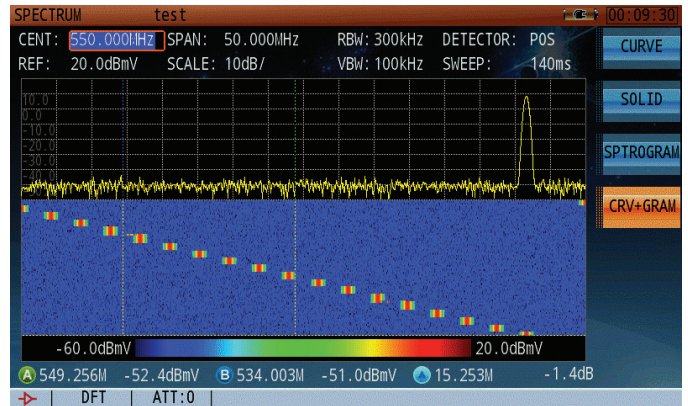 SPECTRUM test 00:09:30
CENT: 550.000MHz SPAN: 50.000MHz RBW: 300kHz DETECTOR: POS
REF: 20.0dBmV SCALE: 10dB/ VBW: 100kHz SWEEP: 140ms
CURVE
SOLID
SPTROGRAM
CRV+GRAM
10.0
0.0
-10.0
-20.0
-30.0
-60.0dBmV 20.0dBmV
A 549.256M -52.4dBmV B 534.003M -51.0dBmV 15.253M -1.4dB
DFT ATT:0